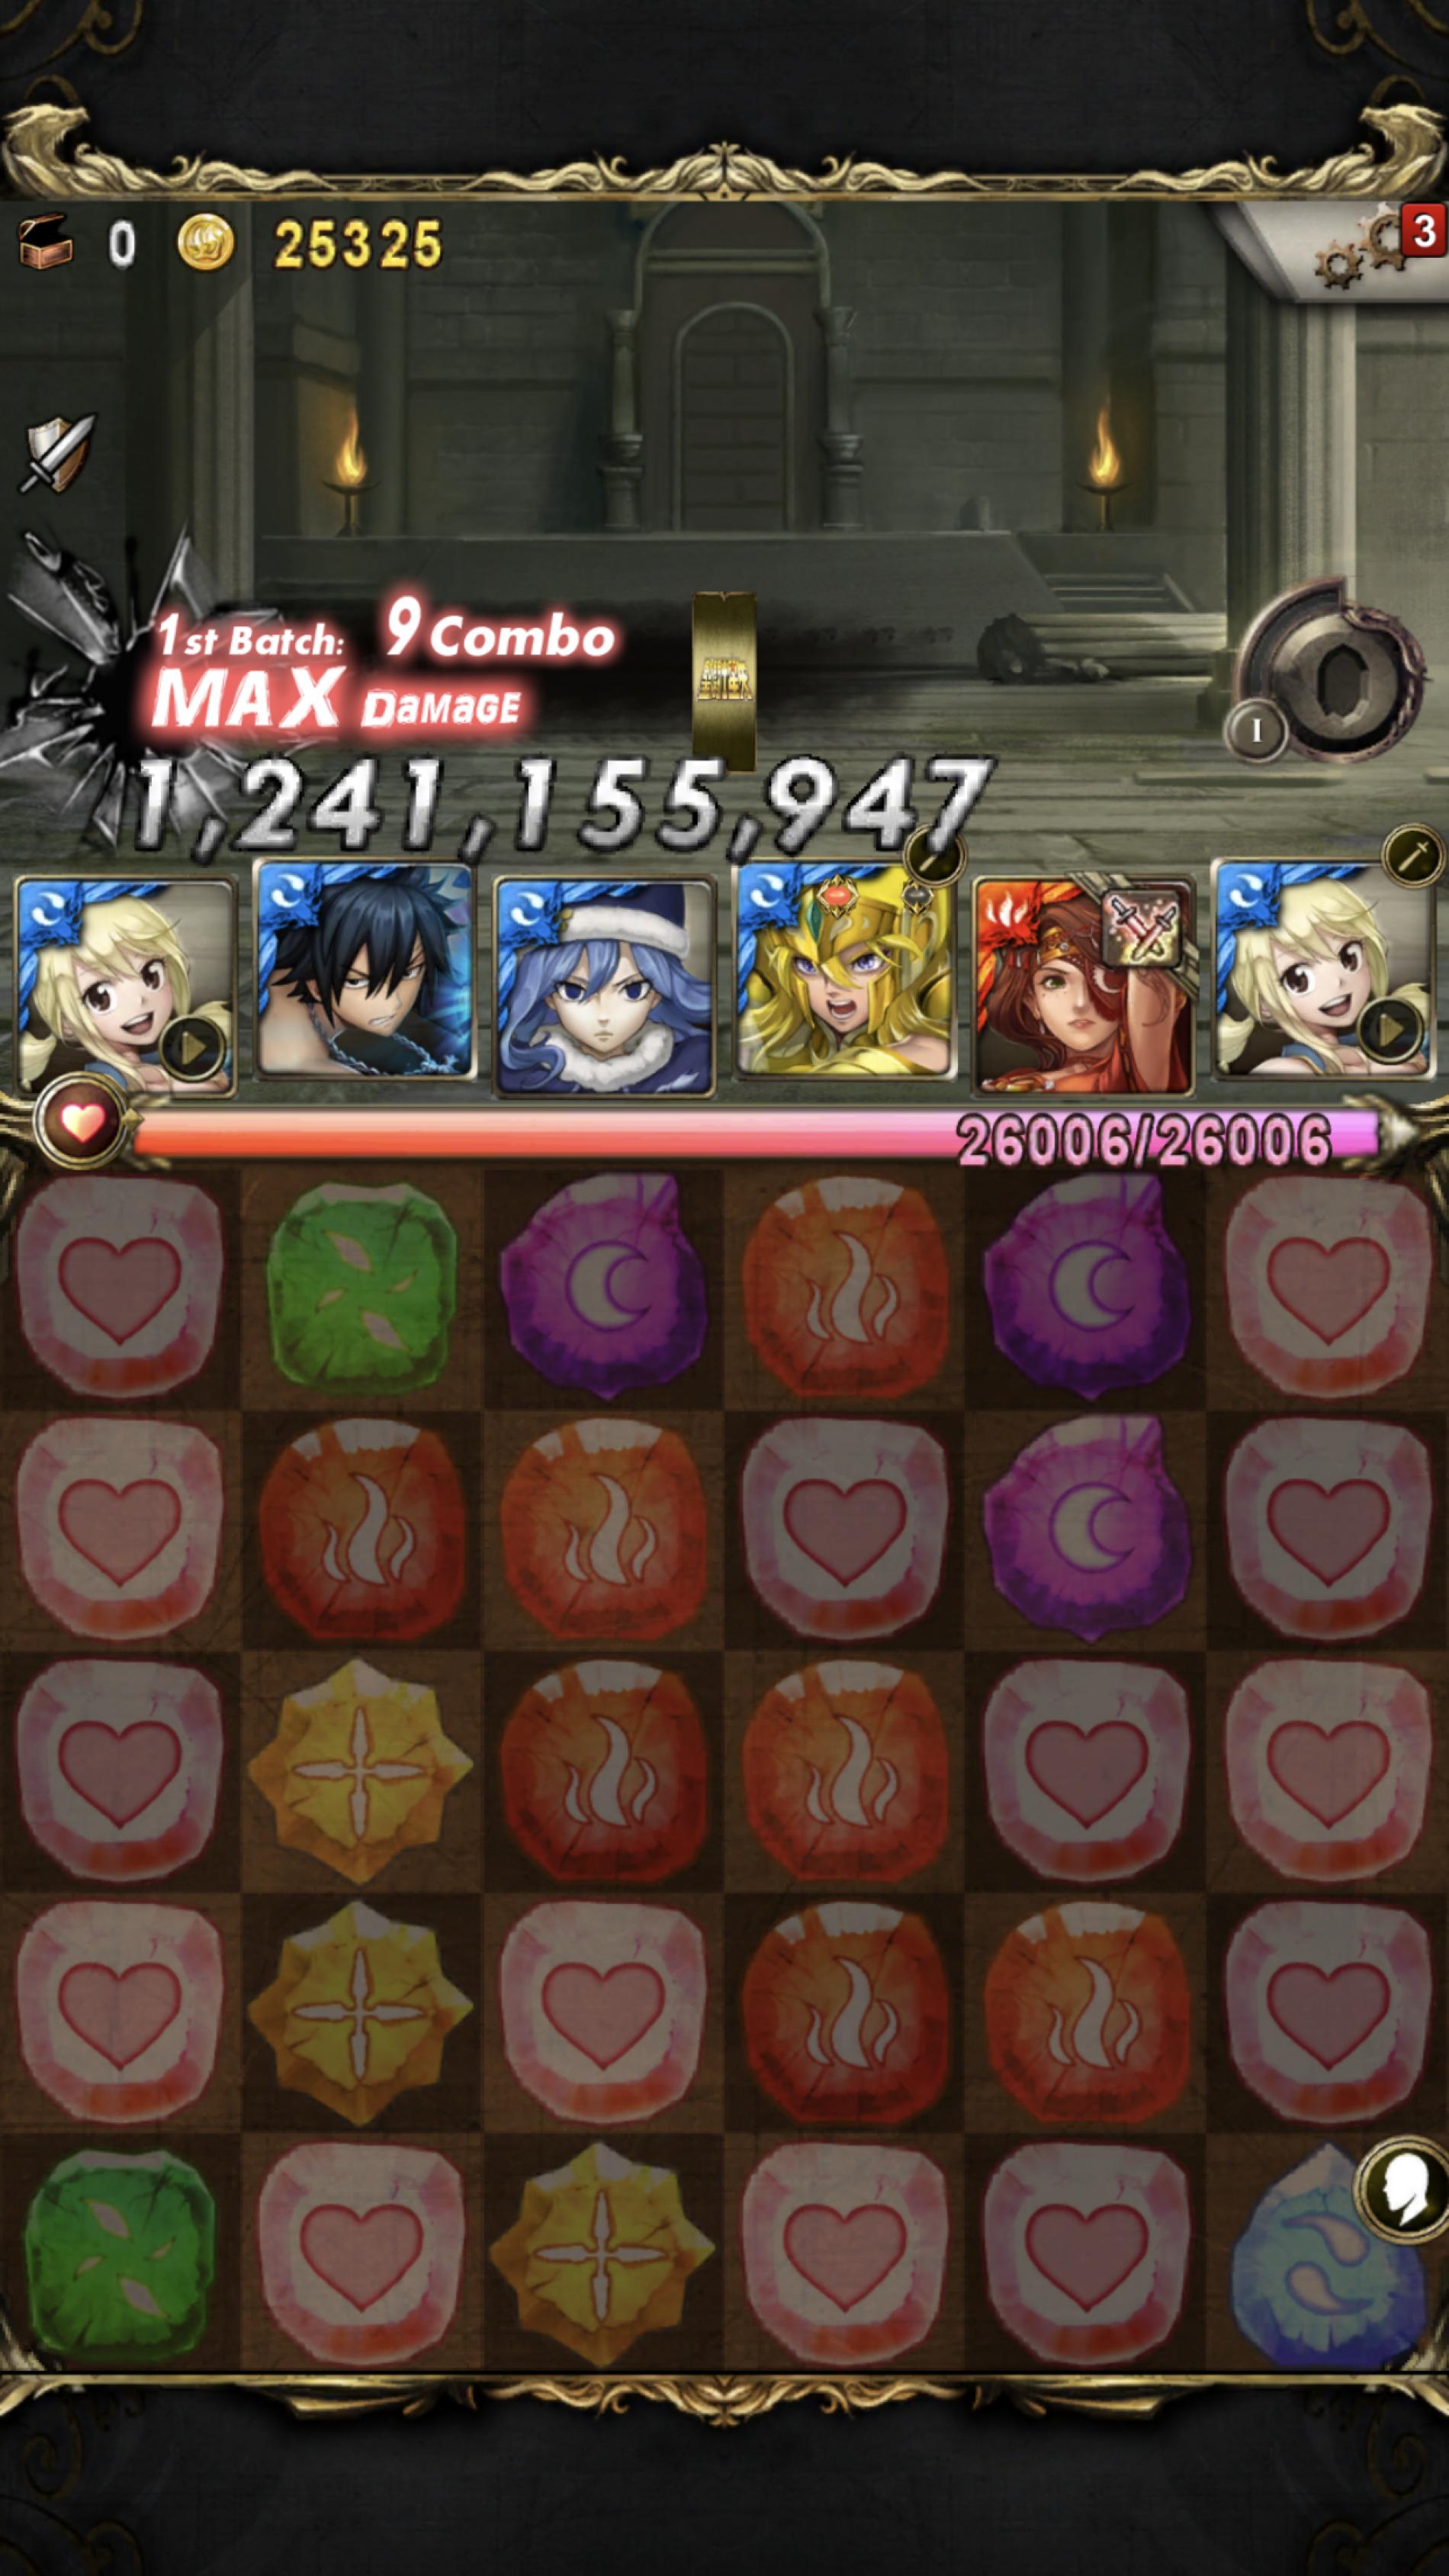 0 25325
3
1st Batch: 9 Combo
MAX DaMaGE
I
1,241,155,947
26006/26006